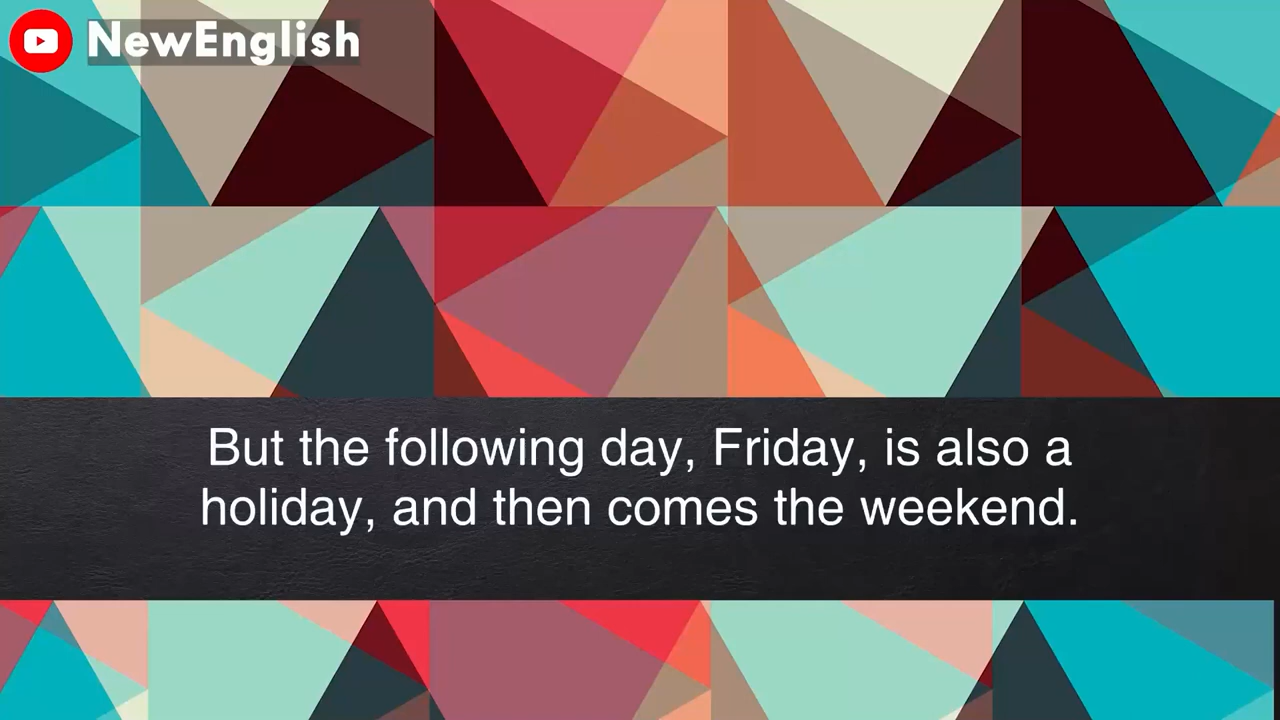 NewEnglish
But the following day, Friday, is also a
holiday, and then comes the weekend.